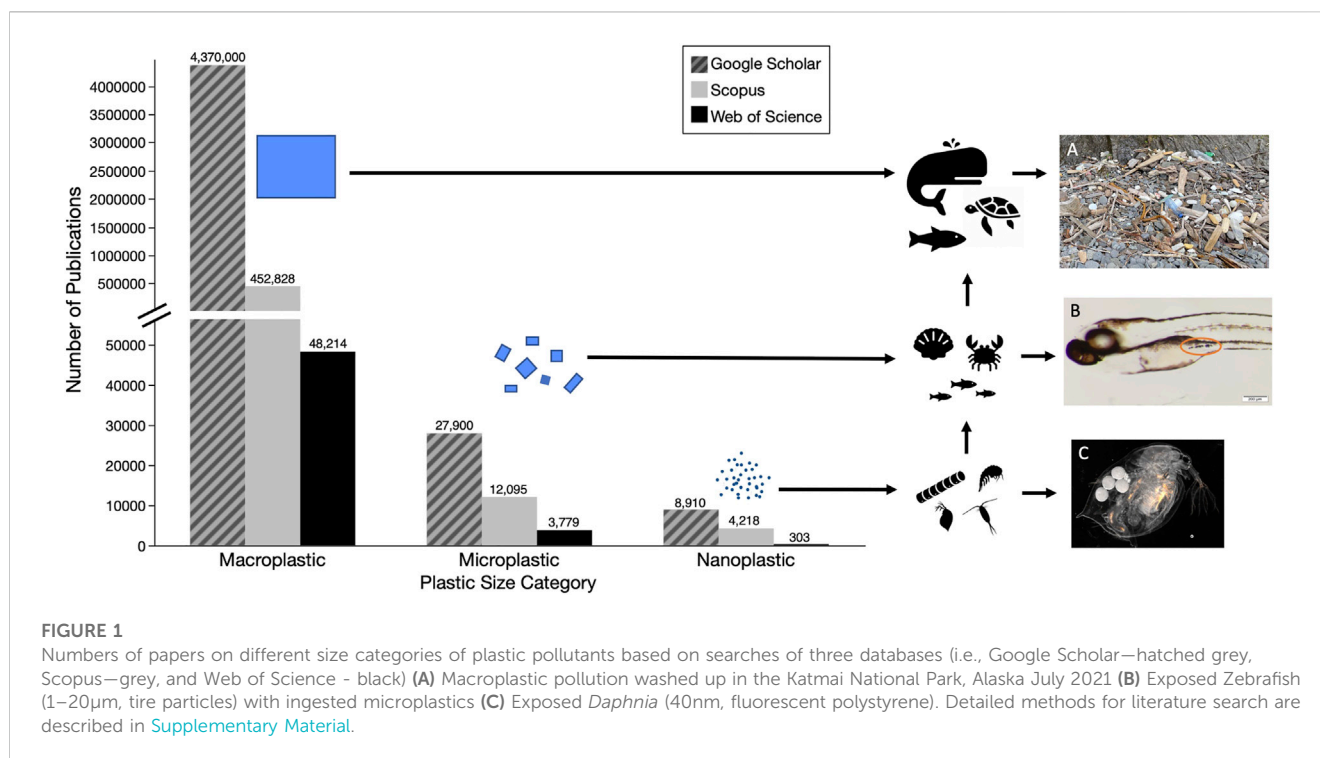 4,370,000
4000000
3500000
3000000
2500000
2000000
1500000
1000000
500000
50000
40000
30000
20000
10000
0
Number of Publications
452,828
48,214
27,900
12,095
3,779
8,910
4,218
303
Macroplastic
Microplastic
Nanoplastic
Plastic Size Category
Google Scholar
Scopus
Web of Science
A
B
C
FIGURE 1
Numbers of papers on different size categories of plastic pollutants based on searches of three databases (i.e., Google Scholar—hatched grey,
Scopus—grey, and Web of Science - black) (A) Macroplastic pollution washed up in the Katmai National Park, Alaska July 2021 (B) Exposed Zebrafish
(1–20μm, tire particles) with ingested microplastics (C) Exposed Daphnia (40nm, fluorescent polystyrene). Detailed methods for literature search are
described in Supplementary Material.